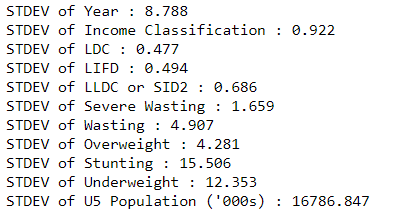 STDEV of Year : 8.788
STDEV of Income Classification : 0.922
STDEV of LDC : 0.477
STDEV of LIFD : 0.494
STDEV of LLDC or SID2 : 0.686
STDEV of Severe Wasting : 1.659
STDEV of Wasting : 4.907
STDEV of Overweight : 4.281
STDEV of Stunting : 15.506
STDEV of Underweight : 12.353
STDEV of U5 Population ('000s) : 16786.847